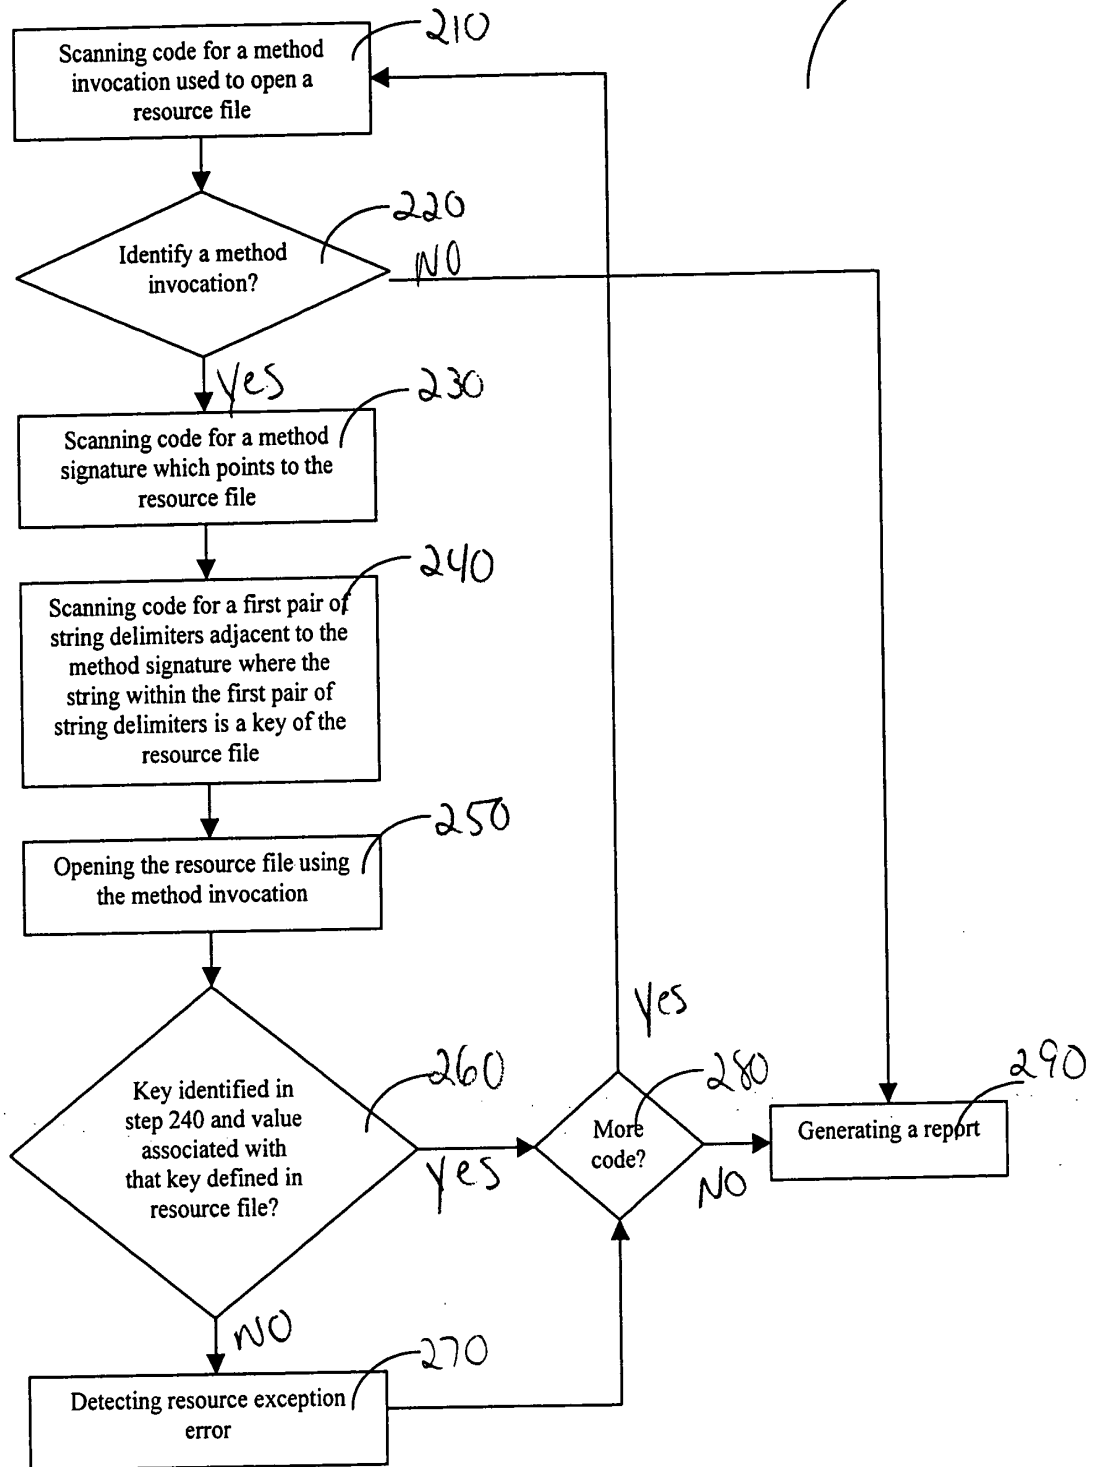 210
Scanning code for a method
invocation used to open a
resource file
220
Identify a method
invocation?
NO
yes
230
Scanning code for a method
signature which points to the
resource file
240
Scanning code for a first pair of
string delimiters adjacent to the
method signature where the
string within the first pair of
string delimiters is a key of the
resource file
250
Opening the resource file using
the method invocation
yes
260
280
290
Key identified in
step 240 and value
associated with
that key defined in
resource file?
yes
More
code?
NO
Generating a report
NO
270
Detecting resource exception
error